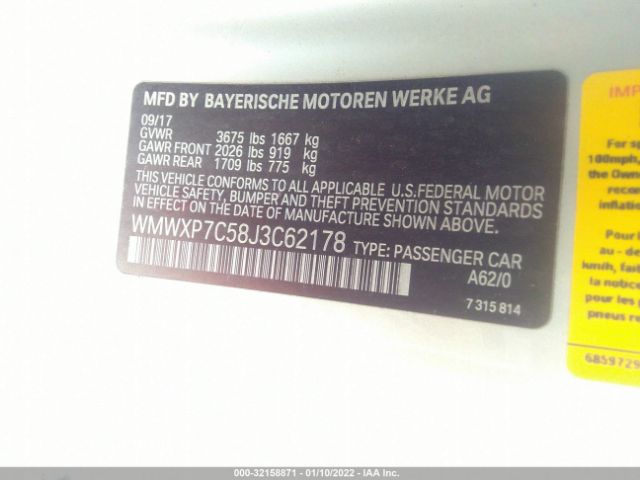 MFD BY BAYERISCHE MOTOREN WERKE AG
09/17
GVWR 3675 lbs 1667 kg
GAWR FRONT 2026 lbs 919 kg
GAWR REAR 1709 lbs 775 kg
THIS VEHICLE CONFORMS TO ALL APPLICABLE U.S.FEDERAL MOTOR
VEHICLE SAFETY, BUMPER AND THEFT PREVENTION STANDARDS
IN EFFECT ON THE DATE OF MANUFACTURE SHOWN ABOVE.
WMWXP7C58J3C62178 TYPE: PASSENGER CAR
A62/0
7 315 814
IMP
For sp
100mph,
the Own
recom
inflatio
au - de
km/h, fai
la notice
pour les
pneus re
6859729
000-32158871 - 01/10/2022 - IAA, Inc.